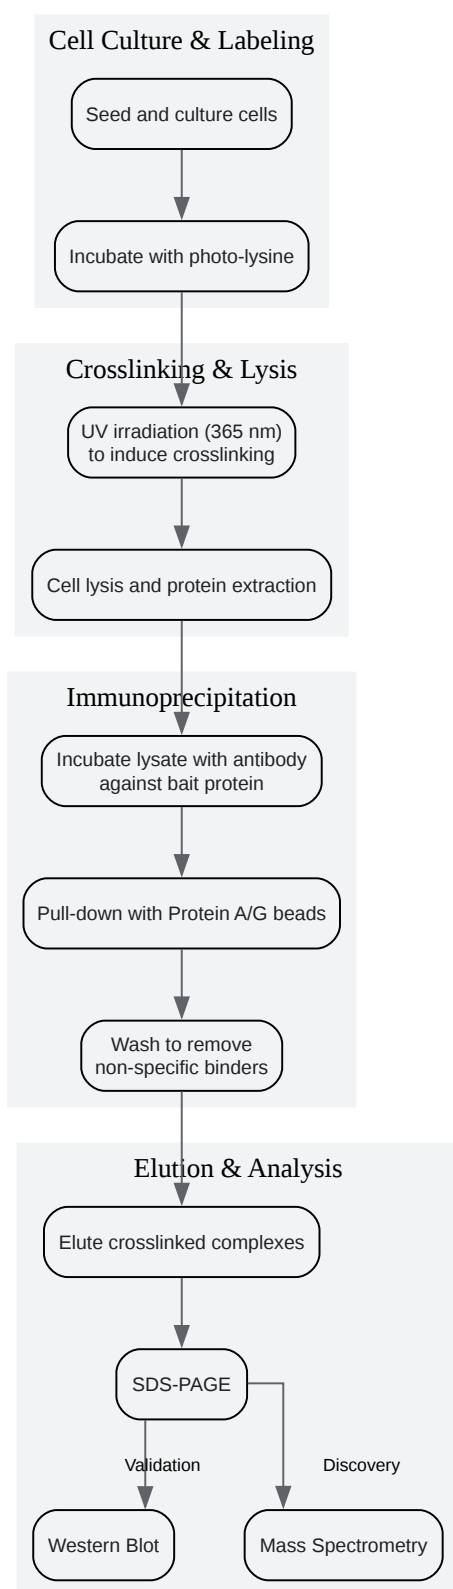 Cell Culture & Labeling
Seed and culture cells
Incubate with photo-lysine
Crosslinking & Lysis
UV irradiation (365 nm)
to induce crosslinking
Cell lysis and protein extraction
Immunoprecipitation
Incubate lysate with antibody
against bait protein
Pull-down with Protein A/G beads
Wash to remove
non-specific binders
Elution & Analysis
Elute crosslinked complexes
SDS-PAGE
Validation
Discovery
Western Blot
Mass Spectrometry